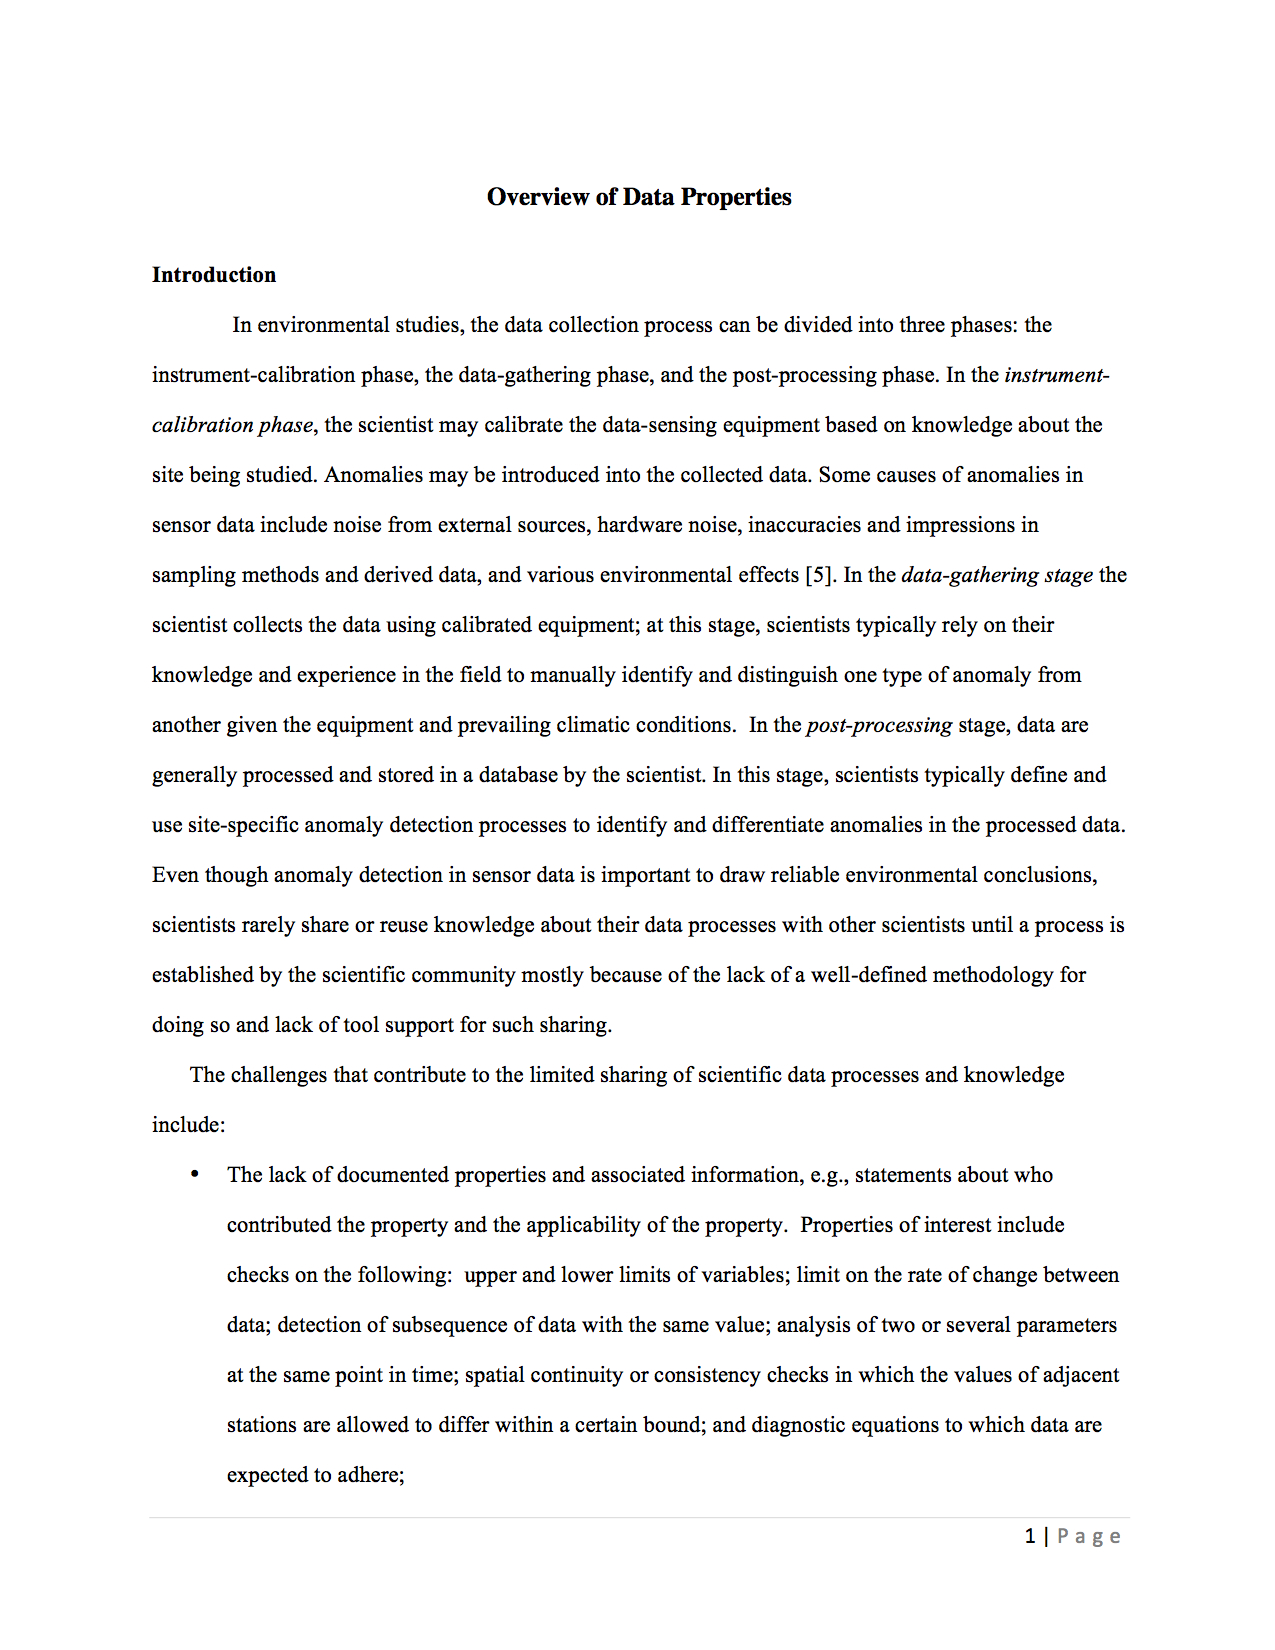 Overview of Data Properties
Introduction
In environmental studies, the data collection process can be divided into three phases: the
instrument-calibration phase, the data-gathering phase, and the post-processing phase. In the instrument-
calibration phase, the scientist may calibrate the data-sensing equipment based on knowledge about the
site being studied. Anomalies may be introduced into the collected data. Some causes of anomalies in
sensor data include noise from external sources, hardware noise, inaccuracies and impressions in
sampling methods and derived data, and various environmental effects [5]. In the data-gathering stage the
scientist collects the data using calibrated equipment; at this stage, scientists typically rely on their
knowledge and experience in the field to manually identify and distinguish one type of anomaly from
another given the equipment and prevailing climatic conditions.  In the post-processing stage, data are
generally processed and stored in a database by the scientist. In this stage, scientists typically define and
use site-specific anomaly detection processes to identify and differentiate anomalies in the processed data.
Even though anomaly detection in sensor data is important to draw reliable environmental conclusions,
scientists rarely share or reuse knowledge about their data processes with other scientists until a process is
established by the scientific community mostly because of the lack of a well-defined methodology for
doing so and lack of tool support for such sharing.
The challenges that contribute to the limited sharing of scientific data processes and knowledge
include:
• The lack of documented properties and associated information, e.g., statements about who
contributed the property and the applicability of the property.  Properties of interest include
checks on the following:  upper and lower limits of variables; limit on the rate of change between
data; detection of subsequence of data with the same value; analysis of two or several parameters
at the same point in time; spatial continuity or consistency checks in which the values of adjacent
stations are allowed to differ within a certain bound; and diagnostic equations to which data are
expected to adhere;
1 | Page